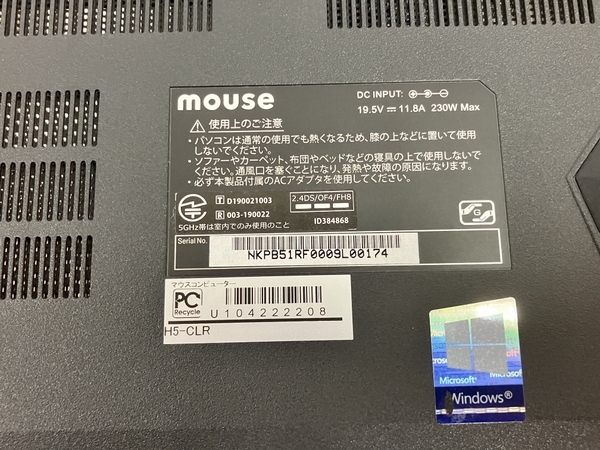 mouse
DC INPUT:
19.5V 11.8A 230W Max
使用上のご注意
・パソコンは通常の使用でも熱くなるため、膝の上などに置いて使用
しないでください。
・ソファーやカーペット、布団やベッドなどの寝具の上で使用しないで
ください。通風口を塞ぐことになり、発熱や故障の原因になります。
・必ず本製品付属のACアダプタを使用してください。
T D190021003
R 003-190022
2.4DS/OF4/FH8
5GHz帯は室内でのみ使用のこと
ID384868
G
Serial No.
NKPB51RF0009L00174
マウスコンピューター
PC
Recycle
U104222208
H5-CLR
Microsoft
Microsoft
Windows®